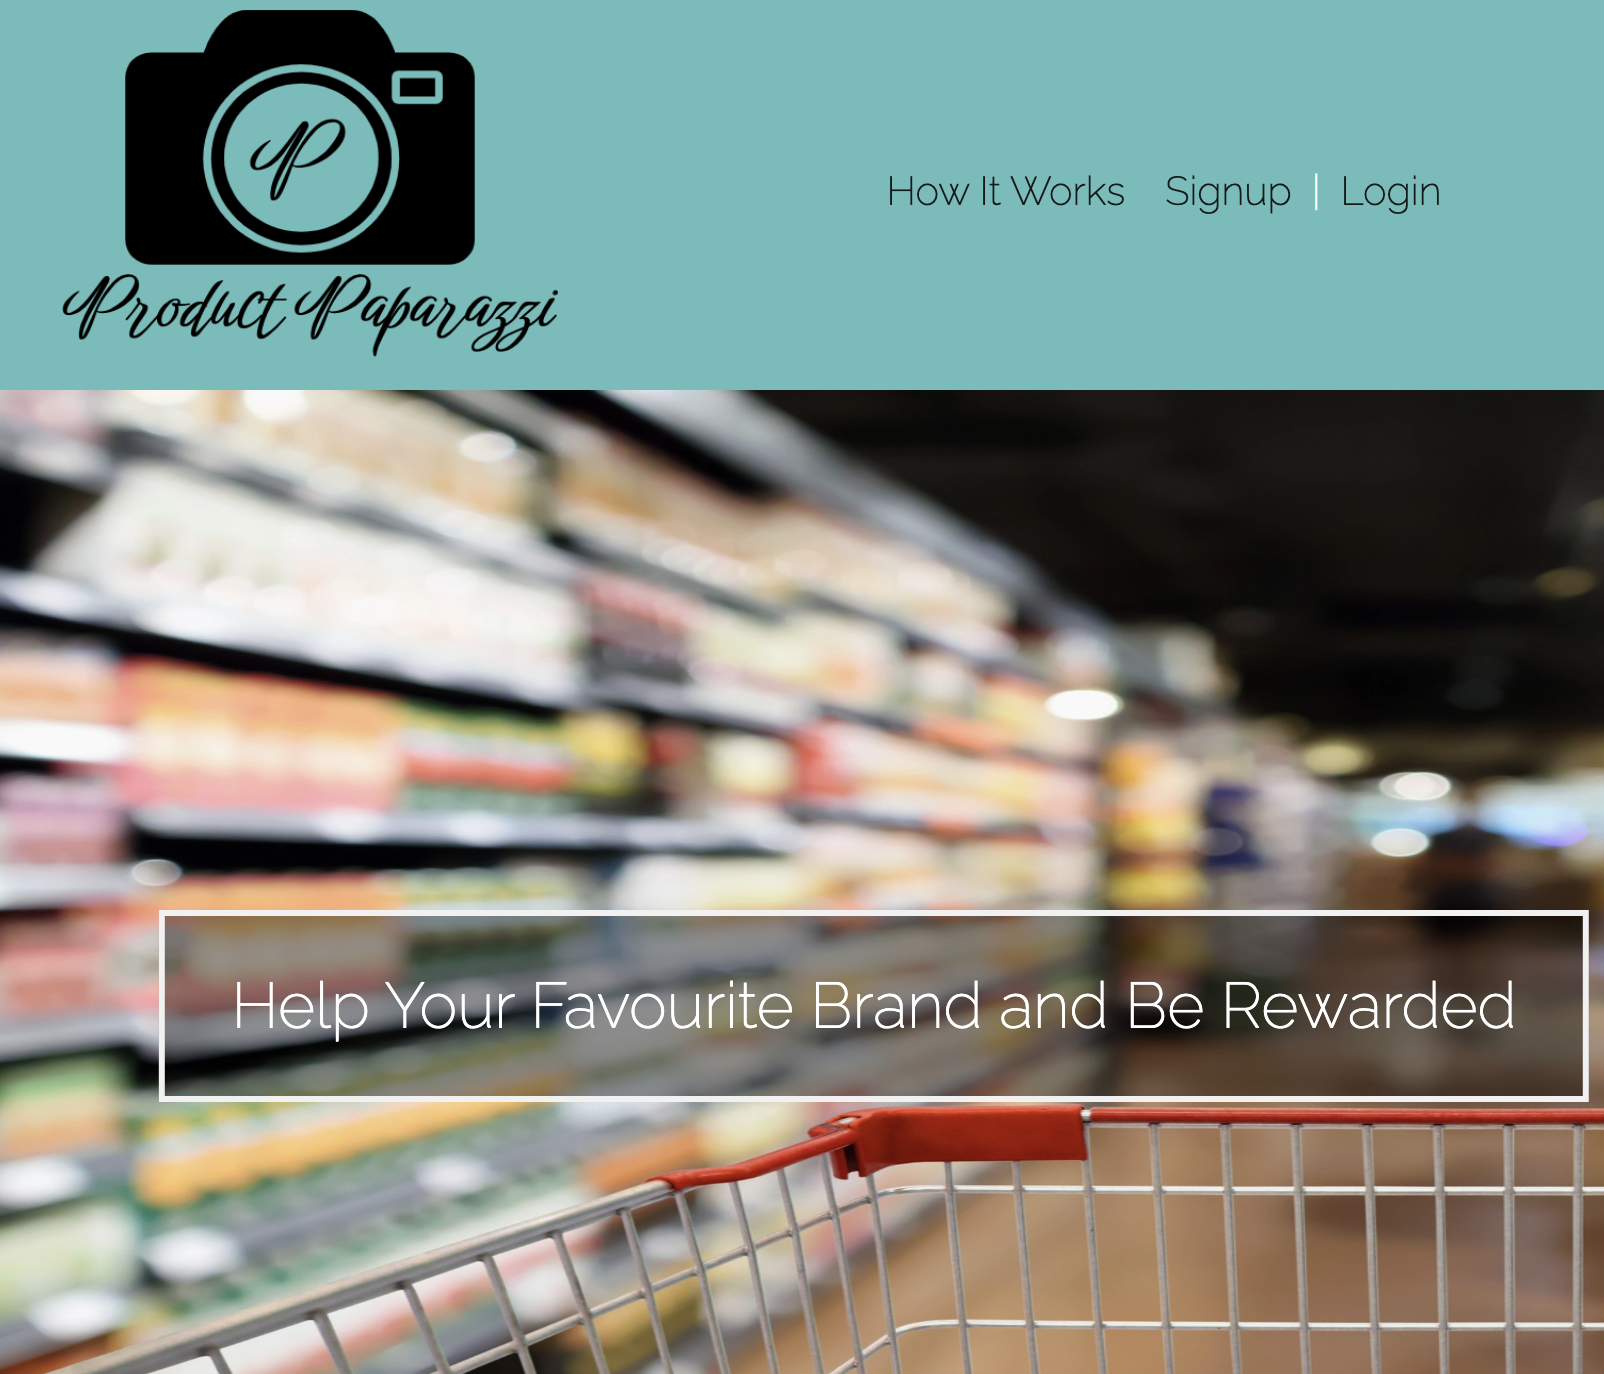 P
Product Paparazzi
How It Works Signup | Login
Help Your Favourite Brand and Be Rewarded